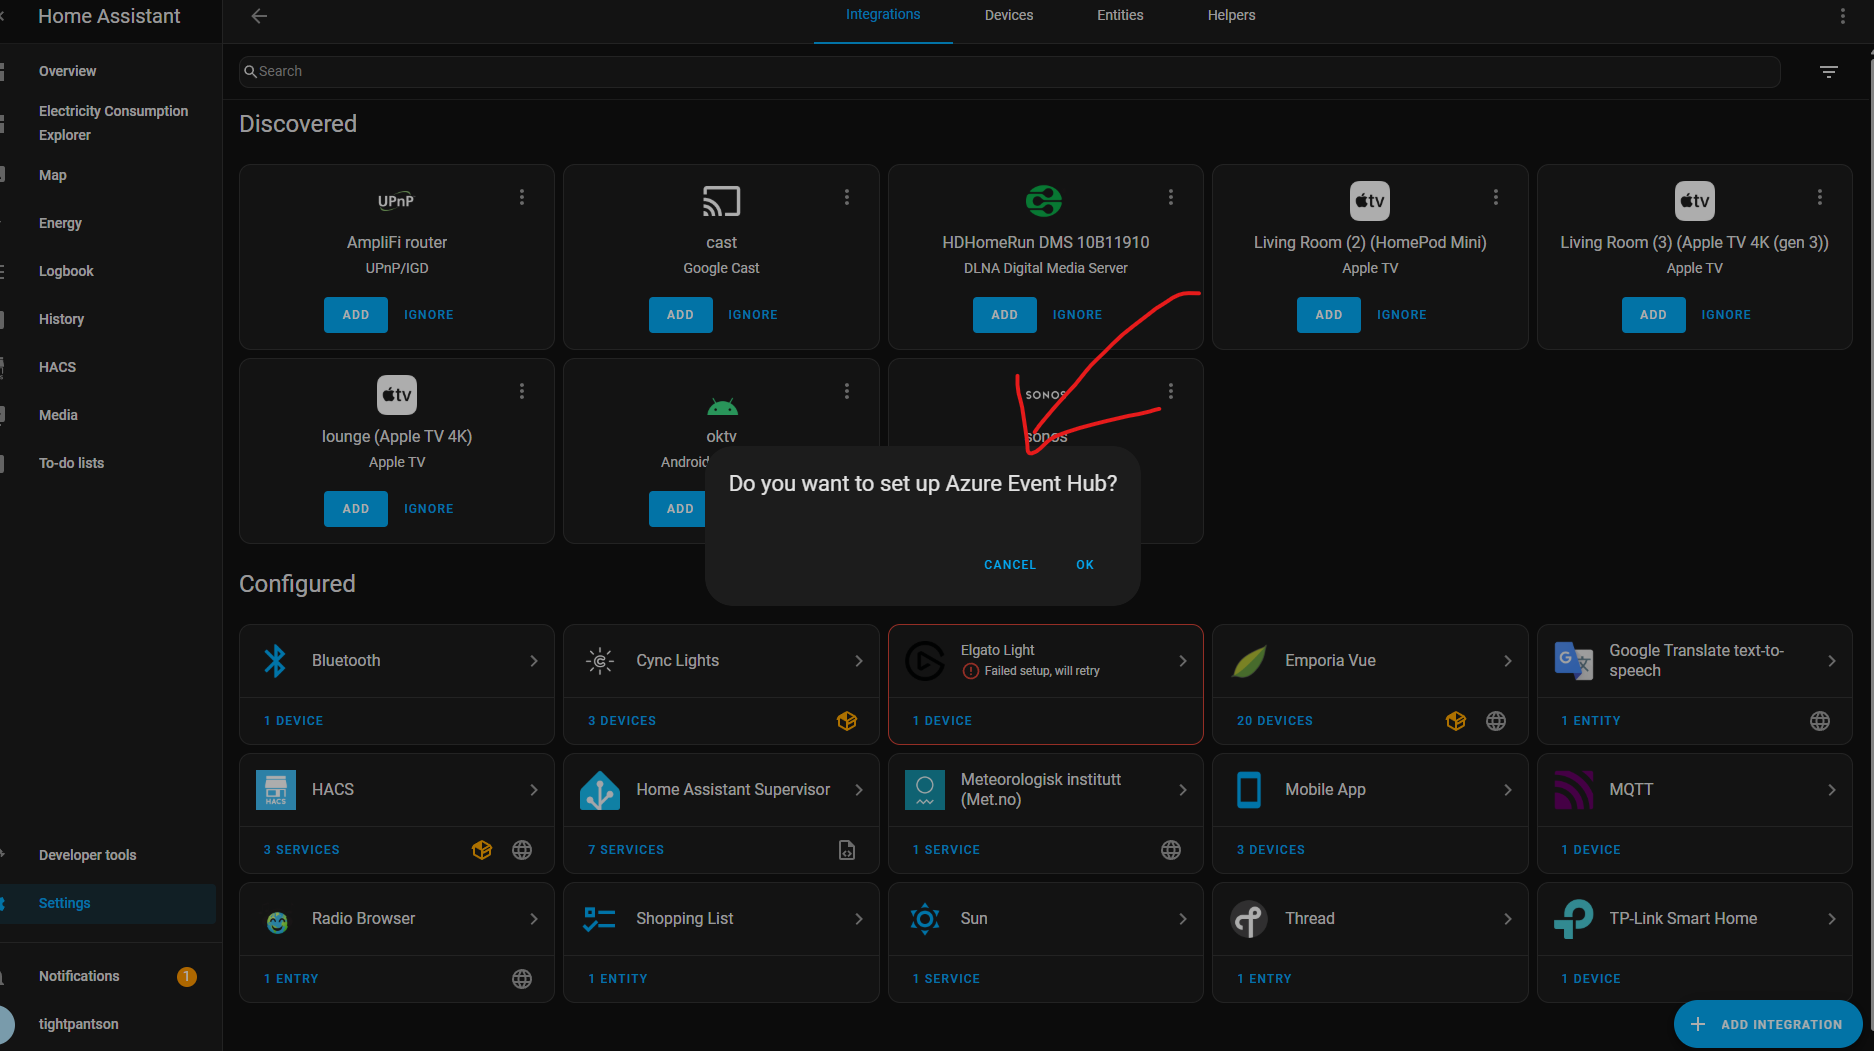 Home Assistant
Integrations
Devices
Entities
Helpers
Overview
Electricity Consumption
Explorer
Map
Energy
Logbook
History
HACS
Media
To-do lists
Developer tools
Settings
Notifications
1
tightpantson
Search
Discovered
UPnP
AmpliFi router
UPnP/IGD
ADD
IGNORE
cast
Google Cast
ADD
IGNORE
HDHomeRun DMS 10B11910
DLNA Digital Media Server
ADD
IGNORE
tv
Living Room (2) (HomePod Mini)
Apple TV
ADD
IGNORE
tv
Living Room (3) (Apple TV 4K (gen 3))
Apple TV
ADD
IGNORE
tv
lounge (Apple TV 4K)
Apple TV
ADD
IGNORE
oktv
Android
ADD
SONOS
sonos
Do you want to set up Azure Event Hub?
CANCEL
OK
Configured
Bluetooth
1 DEVICE
Cync Lights
3 DEVICES
Elgato Light
Failed setup, will retry
1 DEVICE
Emporia Vue
20 DEVICES
G
Google Translate text-to-
speech
1 ENTITY
HACS
HACS
3 SERVICES
Home Assistant Supervisor
7 SERVICES
Meteorologisk institutt
(Met.no)
1 SERVICE
Mobile App
3 DEVICES
MQTT
1 DEVICE
Radio Browser
1 ENTRY
Shopping List
1 ENTITY
Sun
1 SERVICE
Thread
1 ENTRY
TP-Link Smart Home
1 DEVICE
ADD INTEGRATION